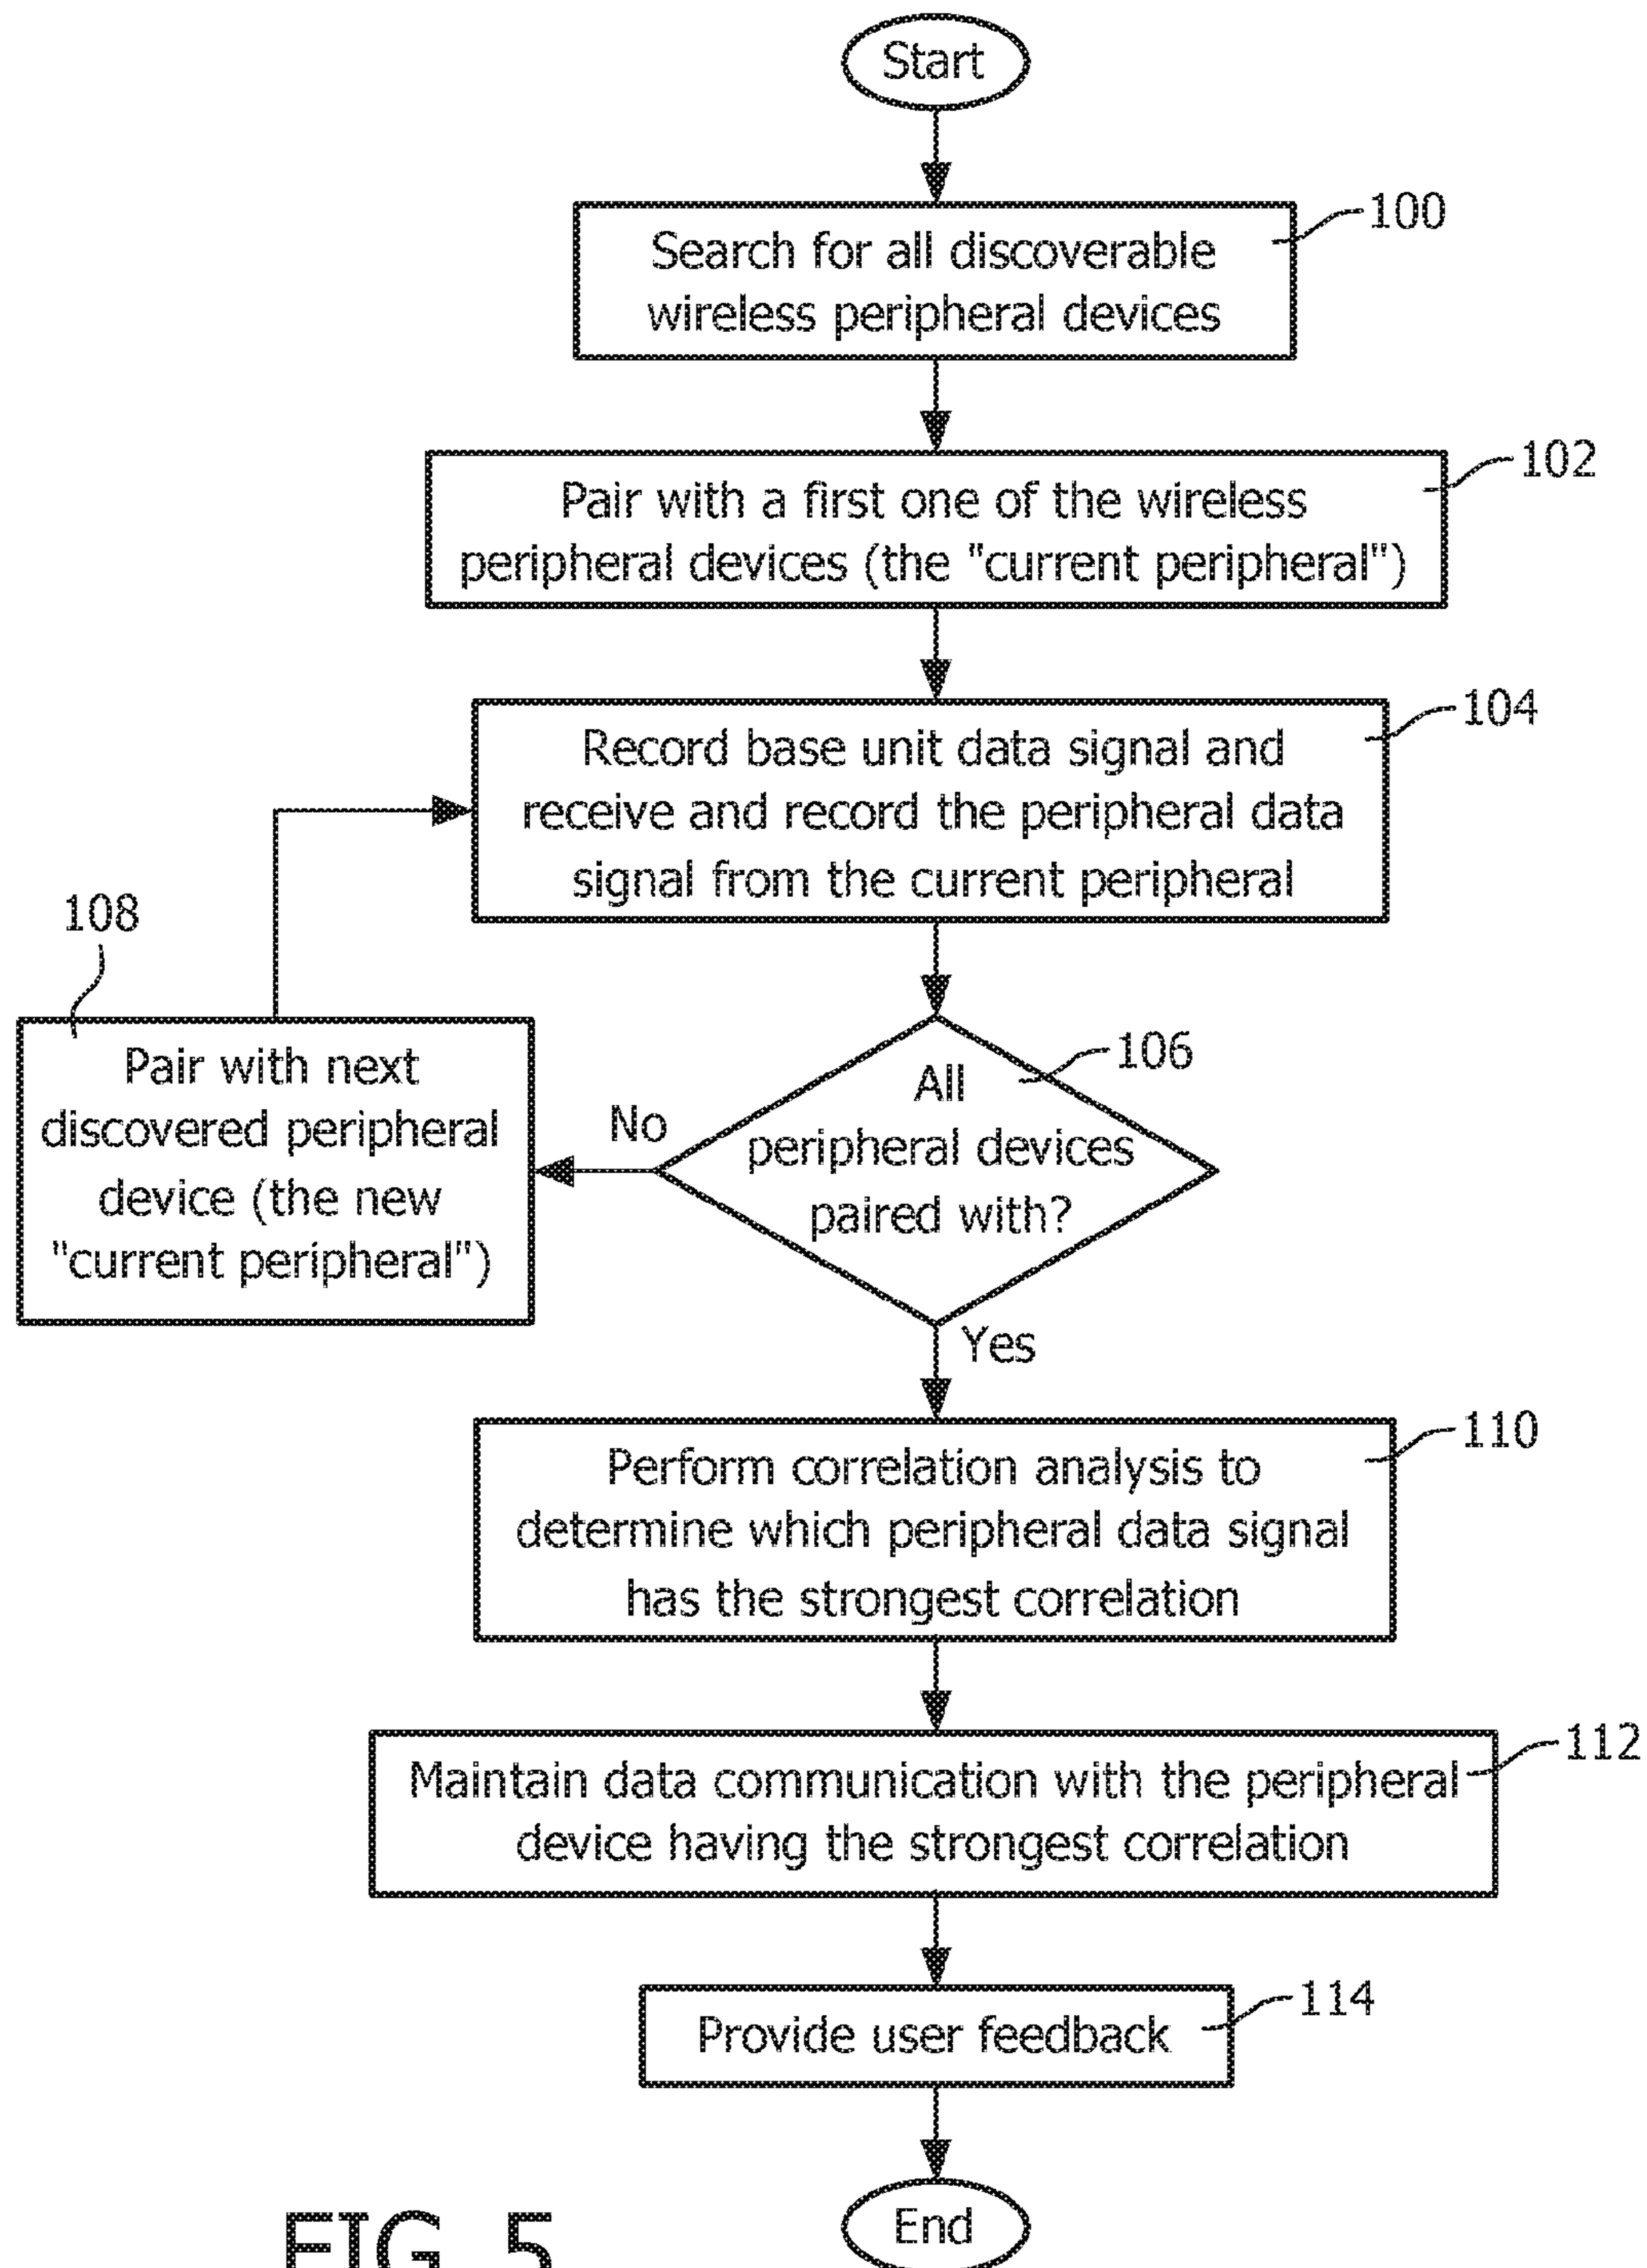 Start
100
Search for all discoverable
wireless peripheral devices
102
Pair with a first one of the wireless
peripheral devices (the "current peripheral")
104
Record base unit data signal and
receive and record the peripheral data
signal from the current peripheral
108
Pair with next
discovered peripheral
device (the new
"current peripheral")
No
106
All
peripheral devices
paired with?
Yes
110
Perform correlation analysis to
determine which peripheral data signal
has the strongest correlation
112
Maintain data communication with the peripheral
device having the strongest correlation
114
Provide user feedback
End
FIG. 5